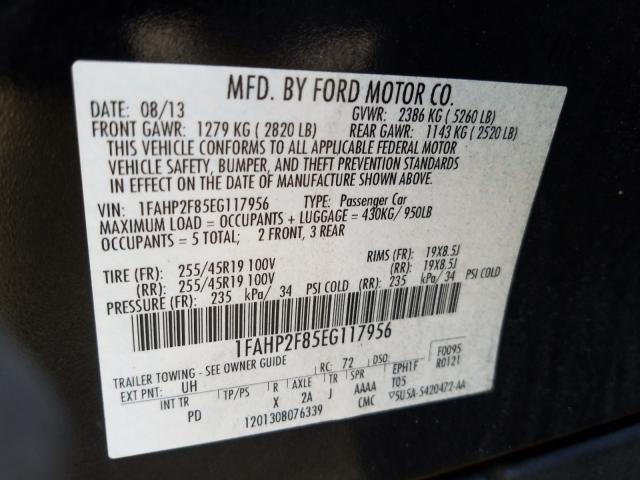 MFD. BY FORD MOTOR CO.
DATE: 08/13 GVWR: 2386 KG ( 5260 LB)
FRONT GAWR: 1279 KG ( 2820 LB) REAR GAWR: 1143 KG ( 2520 LB)
THIS VEHICLE CONFORMS TO ALL APPLICABLE FEDERAL MOTOR
VEHICLE SAFETY, BUMPER, AND THEFT PREVENTION STANDARDS
IN EFFECT ON THE DATE OF MANUFACTURE SHOWN ABOVE.
VIN: 1FAHP2F85EG117956 TYPE: Passenger Car
MAXIMUM LOAD = OCCUPANTS + LUGGAGE = 430KG/ 950LB
OCCUPANTS = 5 TOTAL; 2 FRONT, 3 REAR
TIRE (FR): 255/45R19 100V RIMS (FR): 19X8.5J
(RR): 255/45R19 100V (RR): 19X8.5J
PRESSURE (FR): 235 kPa/ 34 PSI COLD (RR): 235 kPa/ 34 PSI COLD
1FAHP2F85EG117956
TRAILER TOWING - SEE OWNER GUIDE RC: 72 DSO: F0095
EXT PNT: UH EPH1F R0121
INT TR TP/PS R AXLE TR SPR T05
PD X 2A J AAAA
CMC ▽5U5A-5420472-AA
1201308076339